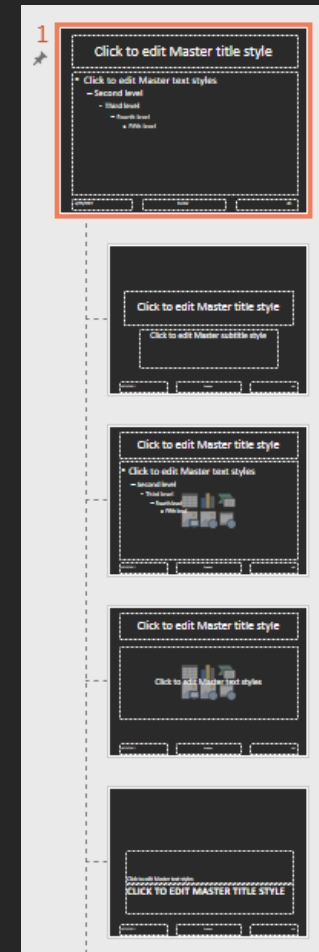 1
Click to edit Master title style
• Click to edit Master text styles
– Second level
• Third level
– Fourth level
» Fifth level
Click to edit Master title style
Click to edit Master subtitle style
Click to edit Master title style
• Click to edit Master text styles
– Second level
• Third level
– Fourth level
» Fifth level
Click to edit Master title style
Click to edit Master text styles
Click to edit Master text styles
CLICK TO EDIT MASTER TITLE STYLE